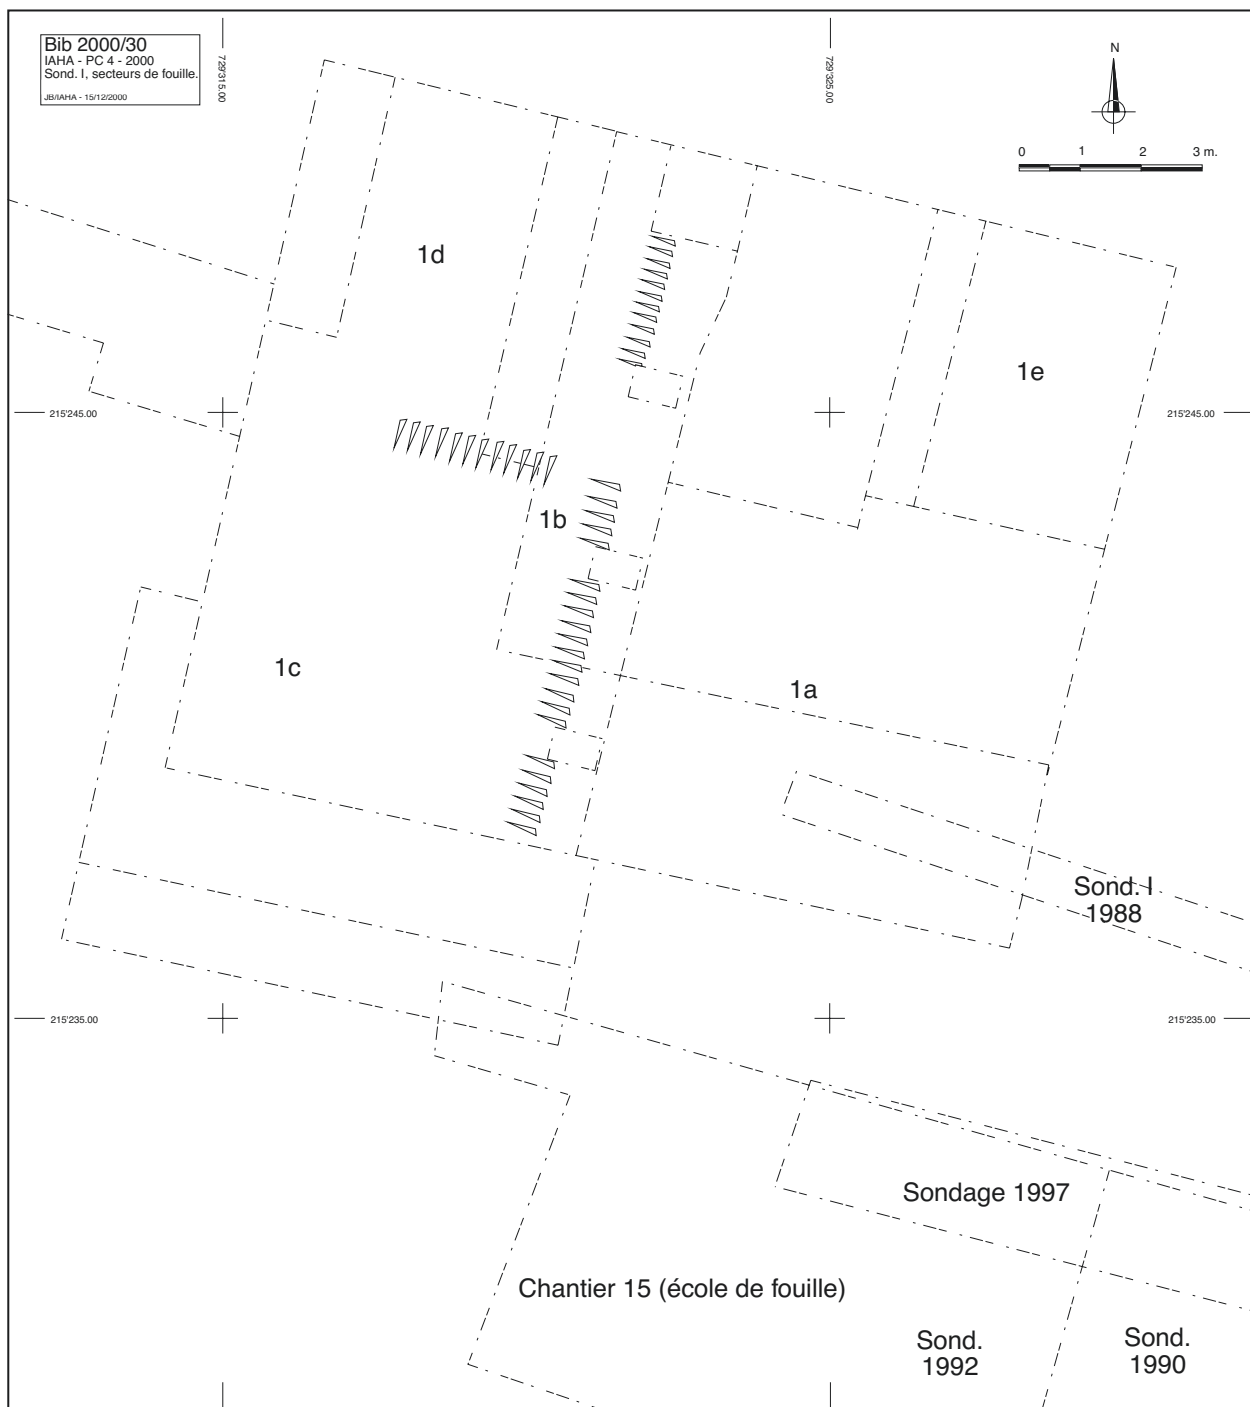 Bib 2000/30
IAHA - PC 4 - 2000
Sond. I, secteurs de fouille.
JB/IAHA - 15/12/2000
729'315.00
729'325.00
N
0 1 2 3 m.
1d
1e
215'245.00
215'245.00
1b
1c
1a
Sond. I
1988
215'235.00
215'235.00
Sondage 1997
Chantier 15 (école de fouille)
Sond.
1992
Sond.
1990